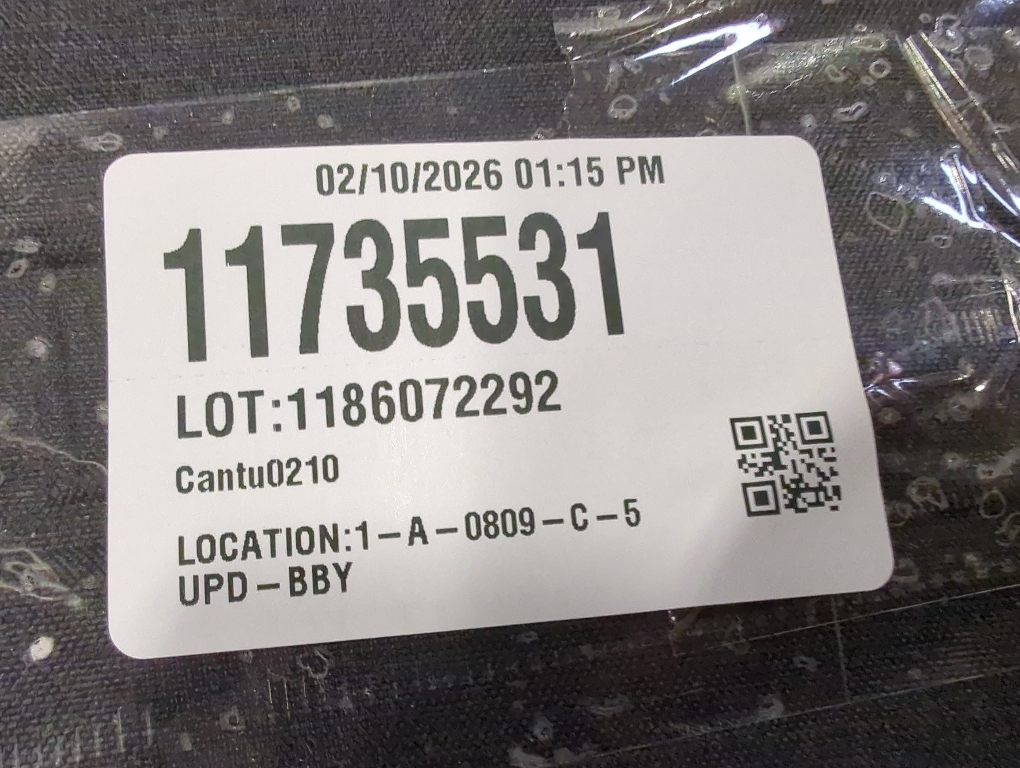 02/10/2026 01:15 PM
11735531
LOT:1186072292
Cantu0210
LOCATION:1-A-0809-C-5
UPD-BBY